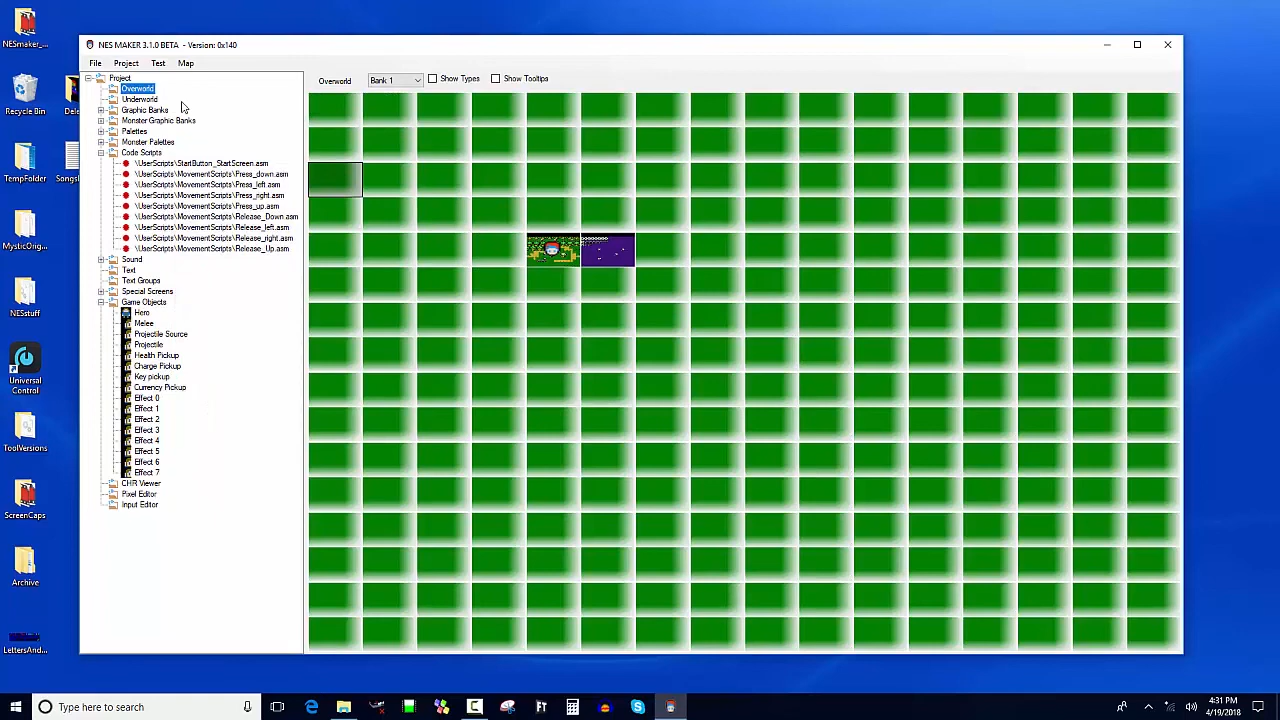 NES MAKER 3.1.0 BETA - Version: 0x140
File Project Test Map
Project
Overworld
Underworld
Graphic Banks
Monster Graphic Banks
Palettes
Monster Palettes
Code Scripts
\UserScripts\StartButton_StartScreen.asm
\UserScripts\MovementScripts\Press_down.asm
\UserScripts\MovementScripts\Press_left.asm
\UserScripts\MovementScripts\Press_right.asm
\UserScripts\MovementScripts\Press_up.asm
\UserScripts\MovementScripts\Release_Down.asm
\UserScripts\MovementScripts\Release_left.asm
\UserScripts\MovementScripts\Release_right.asm
\UserScripts\MovementScripts\Release_Up.asm
Sound
Text
Text Groups
Special Screens
Game Objects
Hero
Melee
Projectile Source
Projectile
Health Pickup
Charge Pickup
Key pickup
Currency Pickup
Effect 0
Effect 1
Effect 2
Effect 3
Effect 4
Effect 5
Effect 6
Effect 7
CHR Viewer
Pixel Editor
Input Editor
Overworld Bank 1 Show Types Show Tooltips
NESmaker_...
Recycle Bin
Dele
TempFolder
Songsl
MysticOrig...
NESstuff
Universal
Control
ToolVersions
ScreenCaps
Archive
LettersAnd...
Type here to search
4:31 PM
4/19/2018